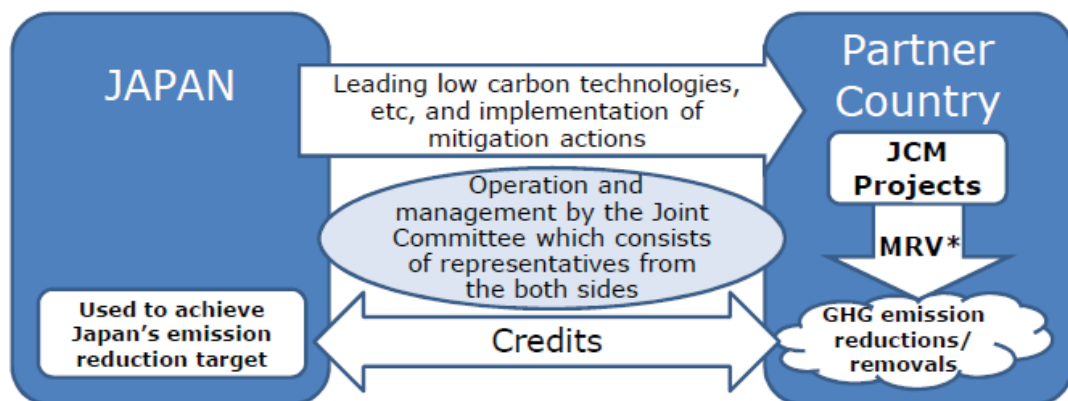 JAPAN
Leading low carbon technologies,
etc, and implementation of
mitigation actions
Partner
Country
JCM
Projects
Operation and
management by the Joint
Committee which consists
of representatives from
the both sides
MRV*
Used to achieve
Japan's emission
reduction target
Credits
GHG emission
reductions/
removals